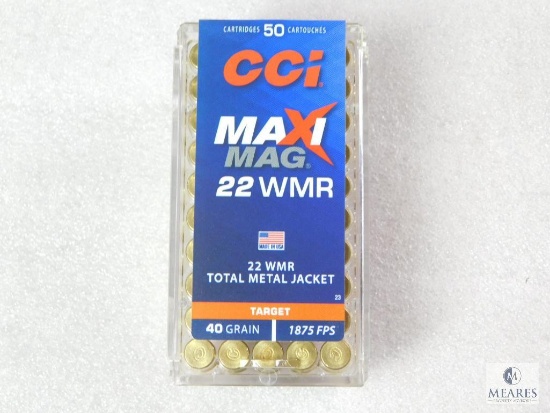 CARTRIDGES 50 CARTOUCHES
CCI
MAXI
MAG
22 WMR
MADE IN USA
22 WMR
TOTAL METAL JACKET
23
TARGET
40 GRAIN 1875 FPS
M
MEARES